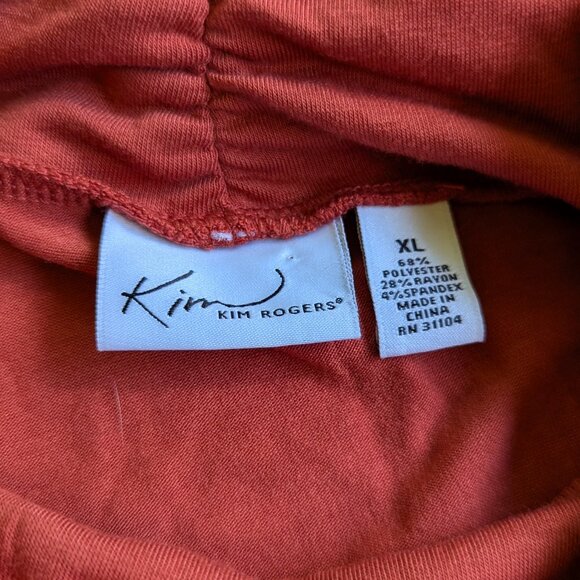 Kim
KIM ROGERS®
XL
68%
POLYESTER
28% RAYON
4% SPANDEX
MADE IN
CHINA
RN 31104